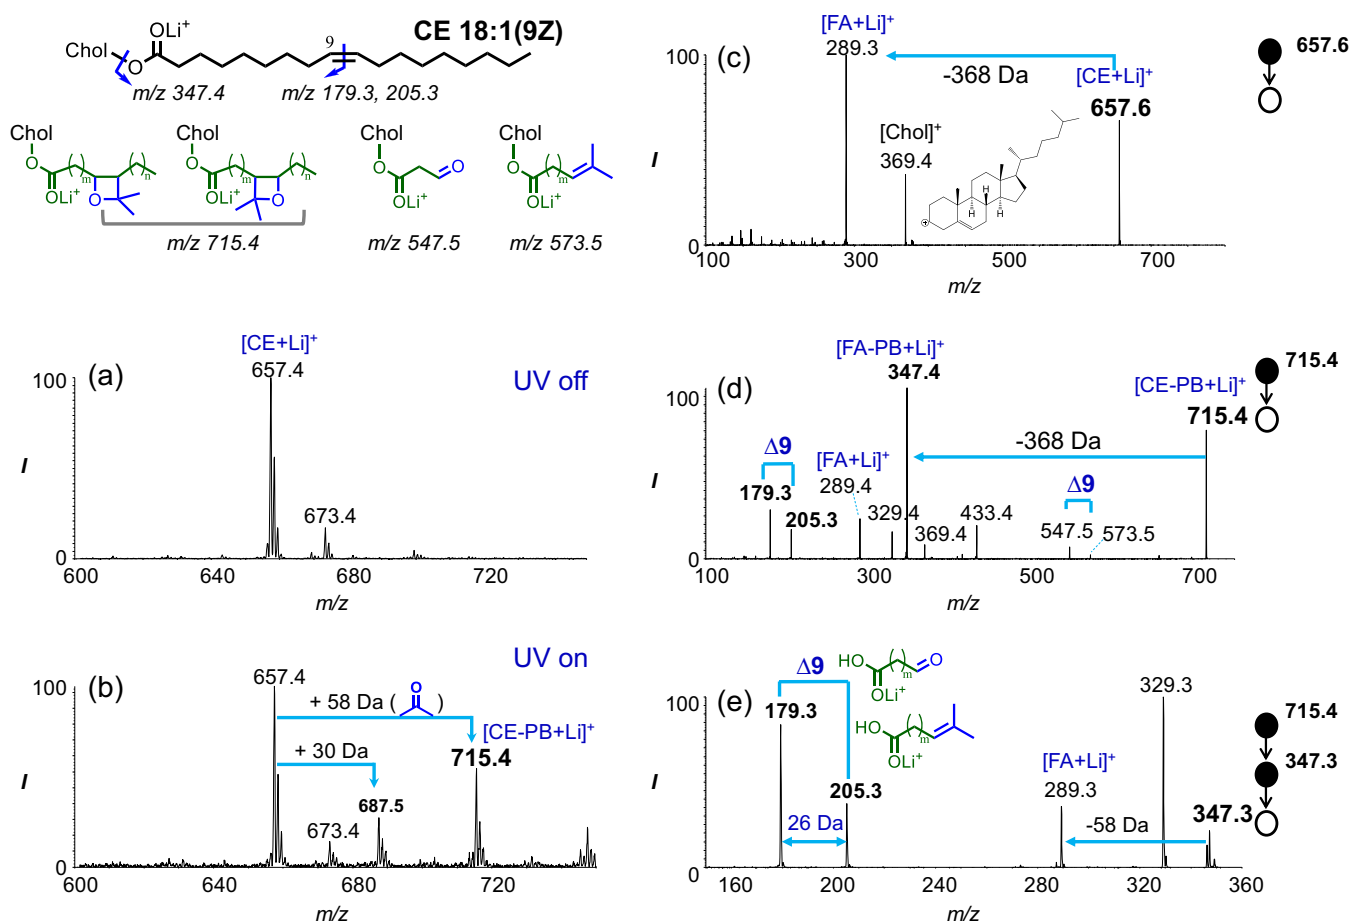 CE 18:1(9Z)
OLi⁺
Chol
O
9
m/z 347.4
m/z 179.3, 205.3
Chol
O
( )m
( )n
OLi⁺
O
Chol
O
( )m
( )n
OLi⁺
O
m/z 715.4
Chol
O
O
OLi⁺
m/z 547.5
Chol
O
( )m
OLi⁺
m/z 573.5
(a)
UV off
[CE+Li]⁺
657.4
673.4
100
0
I
600
640
680
720
m/z
(b)
UV on
657.4
+ 58 Da ( O )
[CE-PB+Li]⁺
715.4
+ 30 Da
687.5
673.4
100
0
I
600
640
680
720
m/z
(c)
[FA+Li]⁺
289.3
-368 Da
[CE+Li]⁺
657.6
[Chol]⁺
369.4
H
H
H
+
100
0
I
100
300
500
700
m/z
657.6
(d)
[FA-PB+Li]⁺
347.4
[CE-PB+Li]⁺
715.4
-368 Da
Δ9
179.3
205.3
[FA+Li]⁺
289.4
329.4
369.4
433.4
Δ9
547.5
573.5
100
0
I
100
300
500
700
m/z
715.4
(e)
Δ9
HO
( )m
O
OLi⁺
HO
( )m
OLi⁺
179.3
205.3
26 Da
[FA+Li]⁺
289.3
-58 Da
329.3
347.3
100
0
I
160
200
240
280
320
360
m/z
715.4
347.3